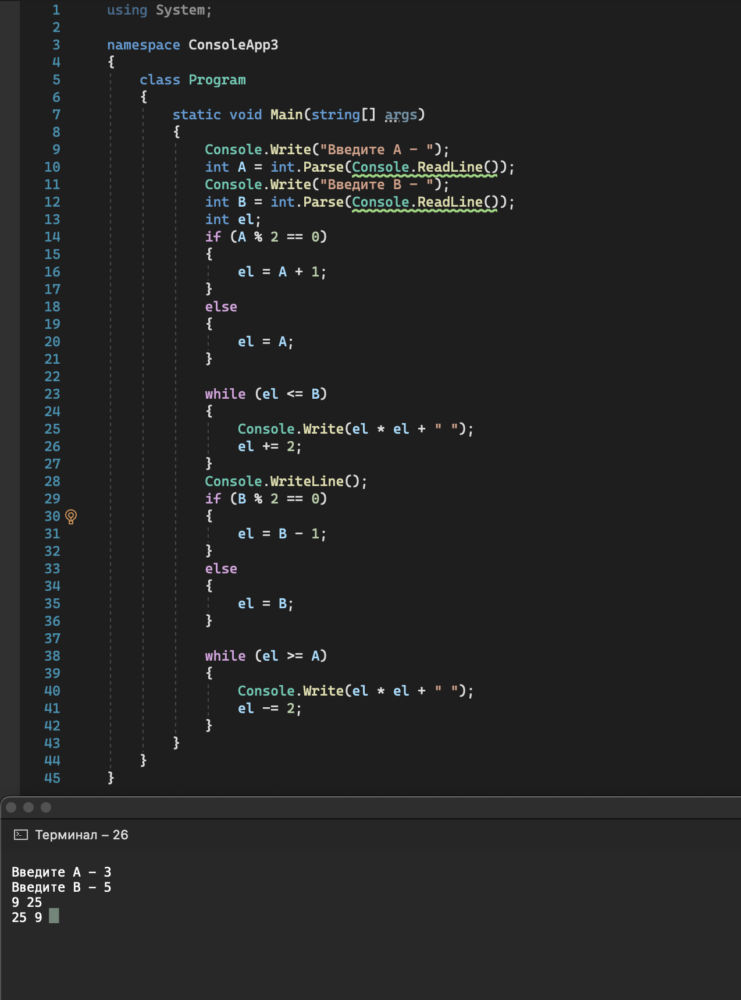 1 using System;
2
3 namespace ConsoleApp3
4 {
5 class Program
6 {
7 static void Main(string[] args)
8 {
9 Console.Write("Введите A - ");
10 int A = int.Parse(Console.ReadLine());
11 Console.Write("Введите B - ");
12 int B = int.Parse(Console.ReadLine());
13 int el;
14 if (A % 2 == 0)
15 {
16 el = A + 1;
17 }
18 else
19 {
20 el = A;
21 }
22
23 while (el <= B)
24 {
25 Console.Write(el * el + " ");
26 el += 2;
27 }
28 Console.WriteLine();
29 if (B % 2 == 0)
30 {
31 el = B - 1;
32 }
33 else
34 {
35 el = B;
36 }
37
38 while (el >= A)
39 {
40 Console.Write(el * el + " ");
41 el -= 2;
42 }
43 }
44 }
45 }
Терминал – 26
Введите A - 3
Введите B - 5
9 25
25 9